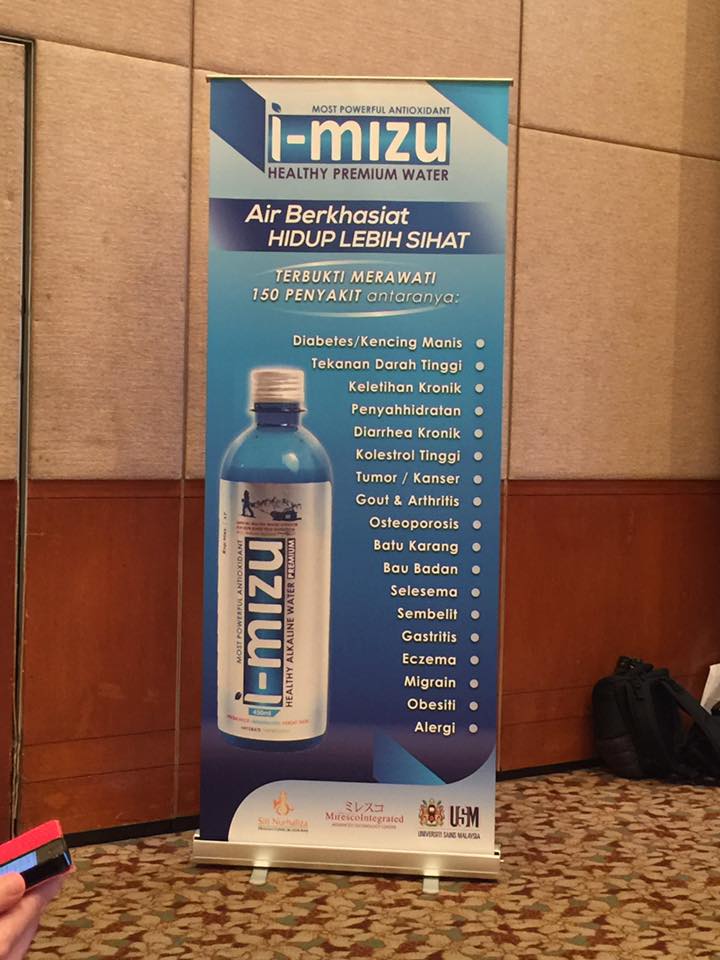 MOST POWERFUL ANTIOXIDANT
i-mizu
HEALTHY PREMIUM WATER
Air Berkhasiat
HIDUP LEBIH SIHAT
TERBUKTI MERAWATI
150 PENYAKIT antaranya:
Diabetes/Kencing Manis
Tekanan Darah Tinggi
Keletihan Kronik
Penyahhidratan
Diarrhea Kronik
Kolestrol Tinggi
Tumor / Kanser
Gout & Arthritis
Osteoporosis
Batu Karang
Bau Badan
Selesema
Sembelit
Gastritis
Eczema
Migrain
Obesiti
Alergi
MOST POWERFUL ANTIOXIDANT
i-mizu
HEALTHY ALKALINE WATER PREMIUM
450ml
Siti Nurhaliza
ミレスコ
MirescoIntegrated
USM
UNIVERSITI SAINS MALAYSIA